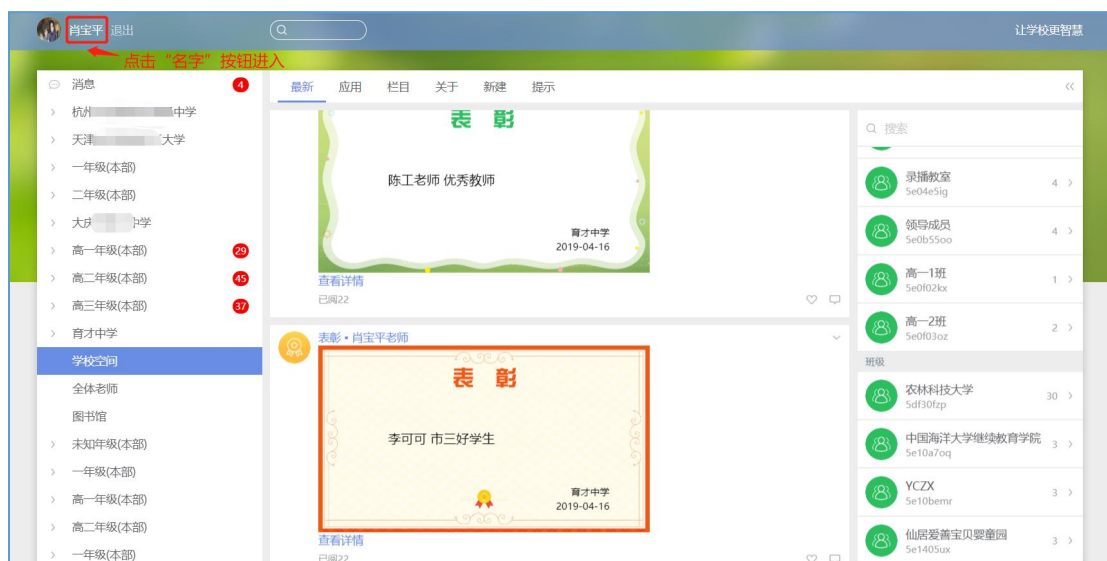 肖宝平 退出
让学校更智慧
点击“名字”按钮进入
消息 4
杭州 中学
天津 大学
一年级(本部)
二年级(本部)
大庆 中学
高一年级(本部) 29
高二年级(本部) 45
高三年级(本部) 37
育才中学
学校空间
全体老师
图书馆
未知年级(本部)
一年级(本部)
高一年级(本部)
高二年级(本部)
一年级(本部)
最新 应用 栏目 关于 新建 提示
表 彰
陈工老师 优秀教师
育才中学
2019-04-16
查看详情
已阅22
表彰•肖宝平老师
表 彰
李可可 市三好学生
育才中学
2019-04-16
查看详情
已阅22
搜索
录播教室 4
5e04e5ig
领导成员 4
5e0b55oo
高一1班 1
5e0f02kx
高一2班 2
5e0f03oz
班级
农林科技大学 30
5df30fzp
中国海洋大学继续教育学院 3
5e10a7oq
YCZX 3
5e10bemr
仙居爱善宝贝婴童园 3
5e1405ux